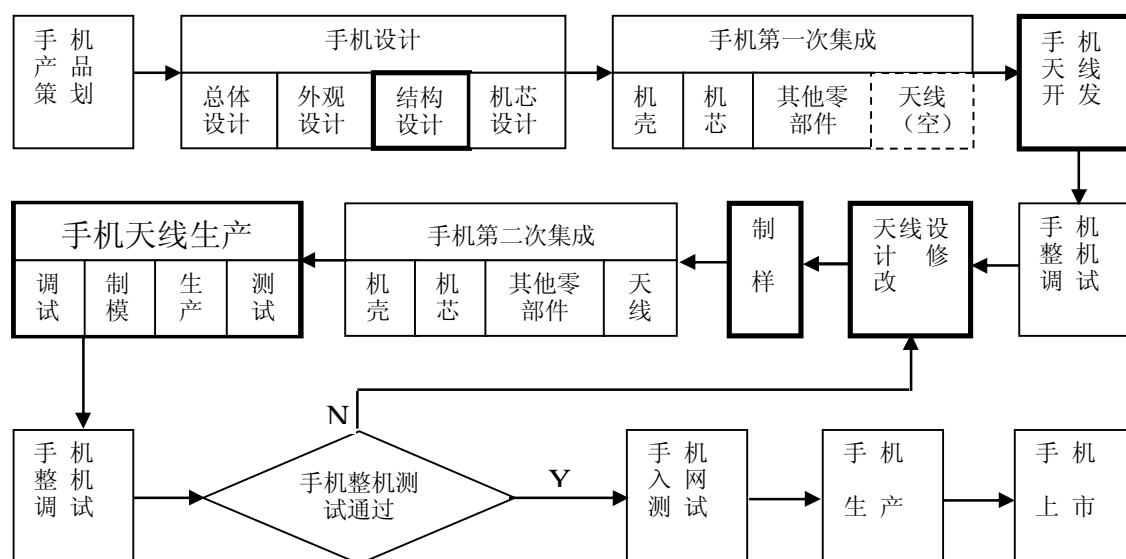 手 机
产 品
策 划
手机设计
总体
设计
外观
设计
结构
设计
机芯
设计
手机第一次集成
机
壳
机
芯
其他零
部件
天线
（空）
手 机
天 线
开 发
手机天线生产
调
试
制
模
生
产
测
试
手机第二次集成
机
壳
机
芯
其他零
部件
天
线
制
样
天线设
计 修
改
手 机
整 机
调 试
N
手 机
整 机
调 试
手机整机测
试通过
Y
手 机
入 网
测 试
手 机
生 产
手 机
上 市